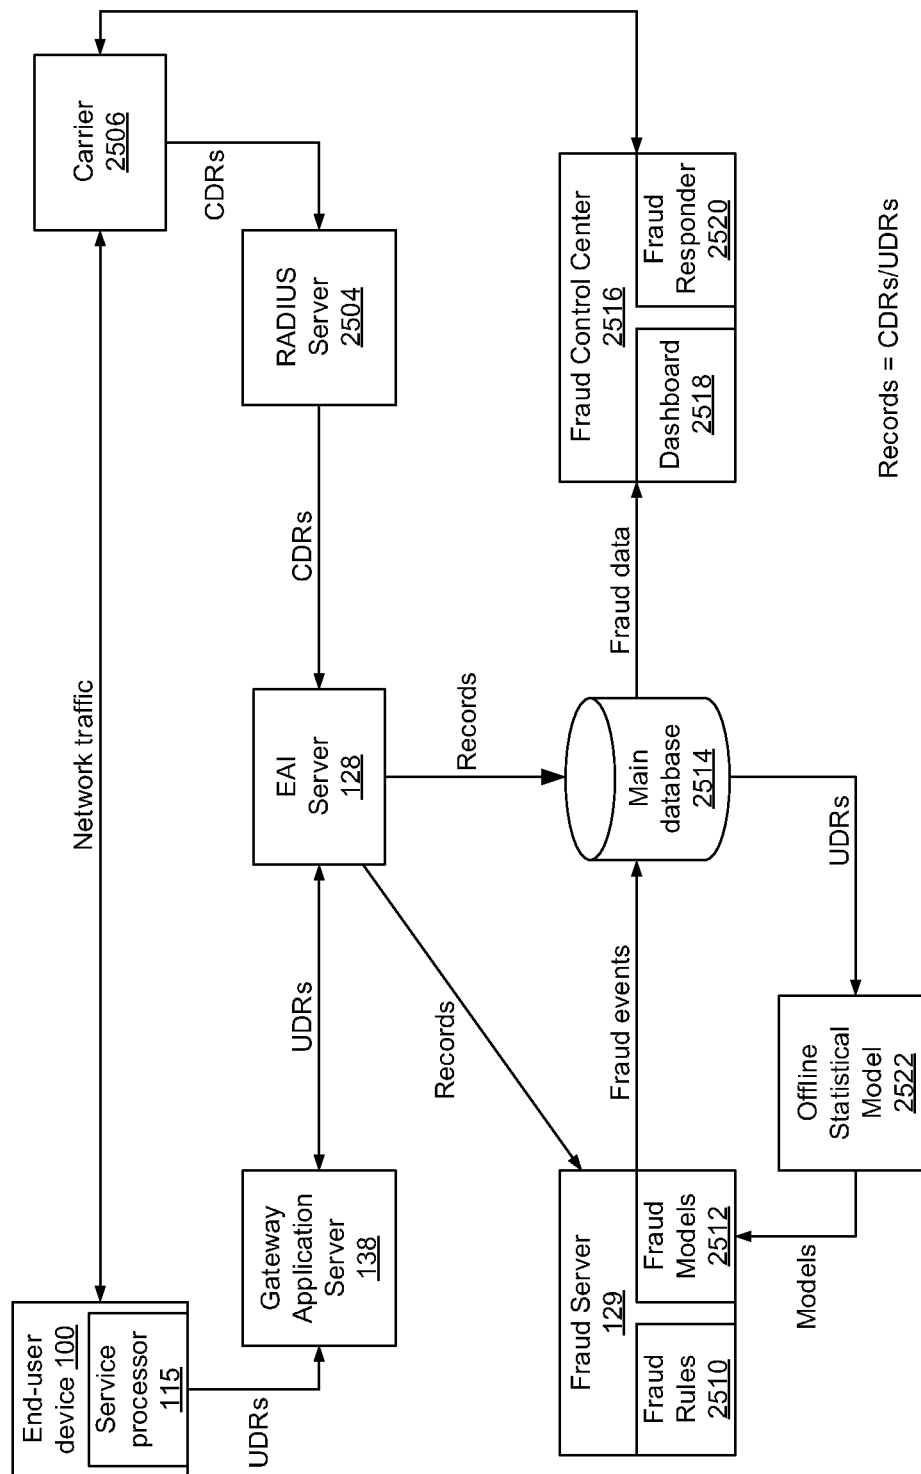 End-user
device 100
Service
processor
115
Network traffic
Carrier
2506
UDRs
CDRs
Gateway
Application
Server
138
UDRs
EAI
Server
128
CDRs
RADIUS
Server
2504
Records
Records
Fraud Server
129
Fraud
Rules
2510
Fraud
Models
2512
Fraud events
Main
database
2514
Fraud data
Fraud Control Center
2516
Dashboard
2518
Fraud
Responder
2520
Models
Offline
Statistical
Model
2522
UDRs
Records = CDRs/UDRs